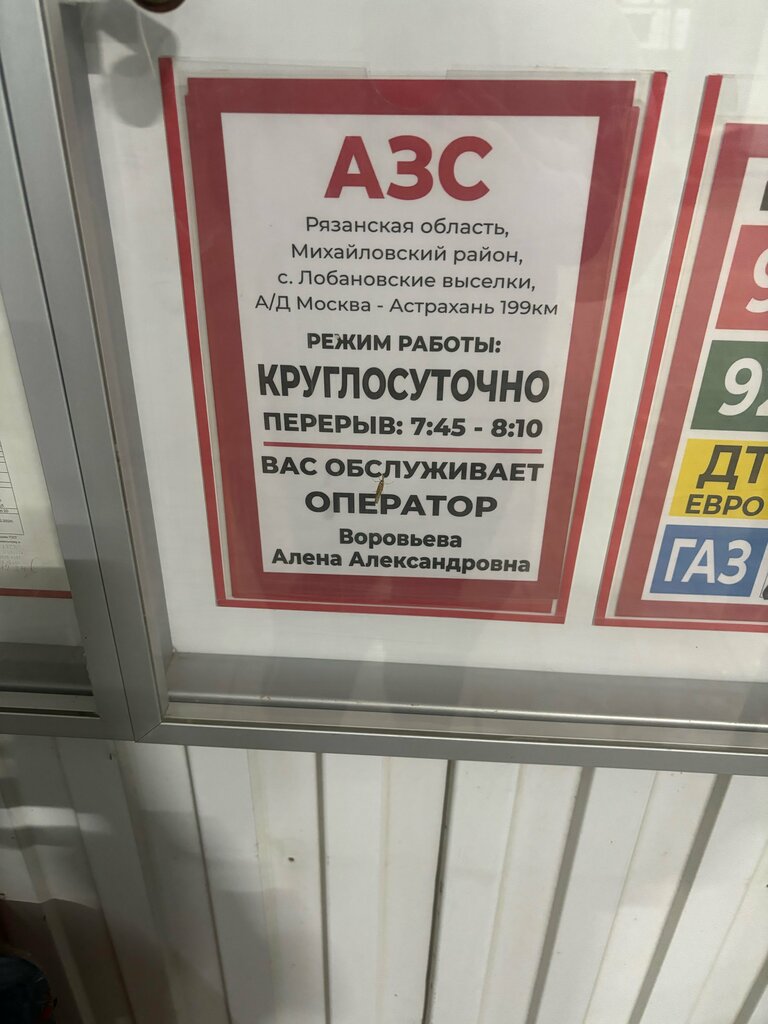 АЗС
Рязанская область,
Михайловский район,
с. Лобановские выселки,
А/Д Москва - Астрахань 199км
РЕЖИМ РАБОТЫ:
КРУГЛОСУТОЧНО
ПЕРЕРЫВ: 7:45 - 8:10
ВАС ОБСЛУЖИВАЕТ
ОПЕРАТОР
Воровьева
Алена Александровна
ДТ
ЕВРО
ГАЗ